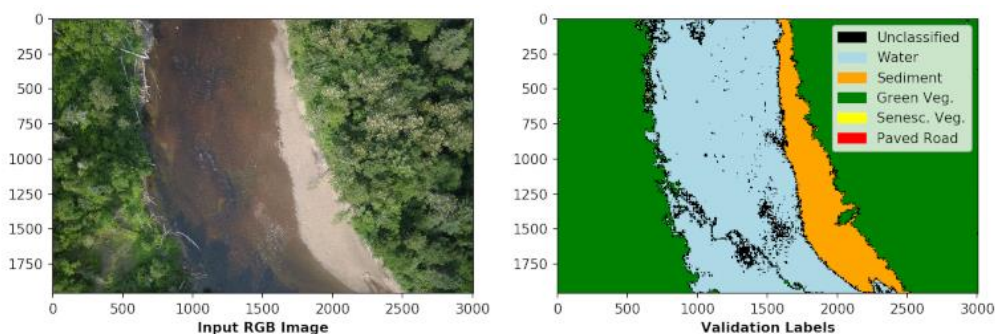 0
250
500
750
1000
1250
1500
1750
0 500 1000 1500 2000 2500 3000
Input RGB Image
0
250
500
750
1000
1250
1500
1750
0 500 1000 1500 2000 2500 3000
Validation Labels
Unclassified
Water
Sediment
Green Veg.
Senesc. Veg.
Paved Road